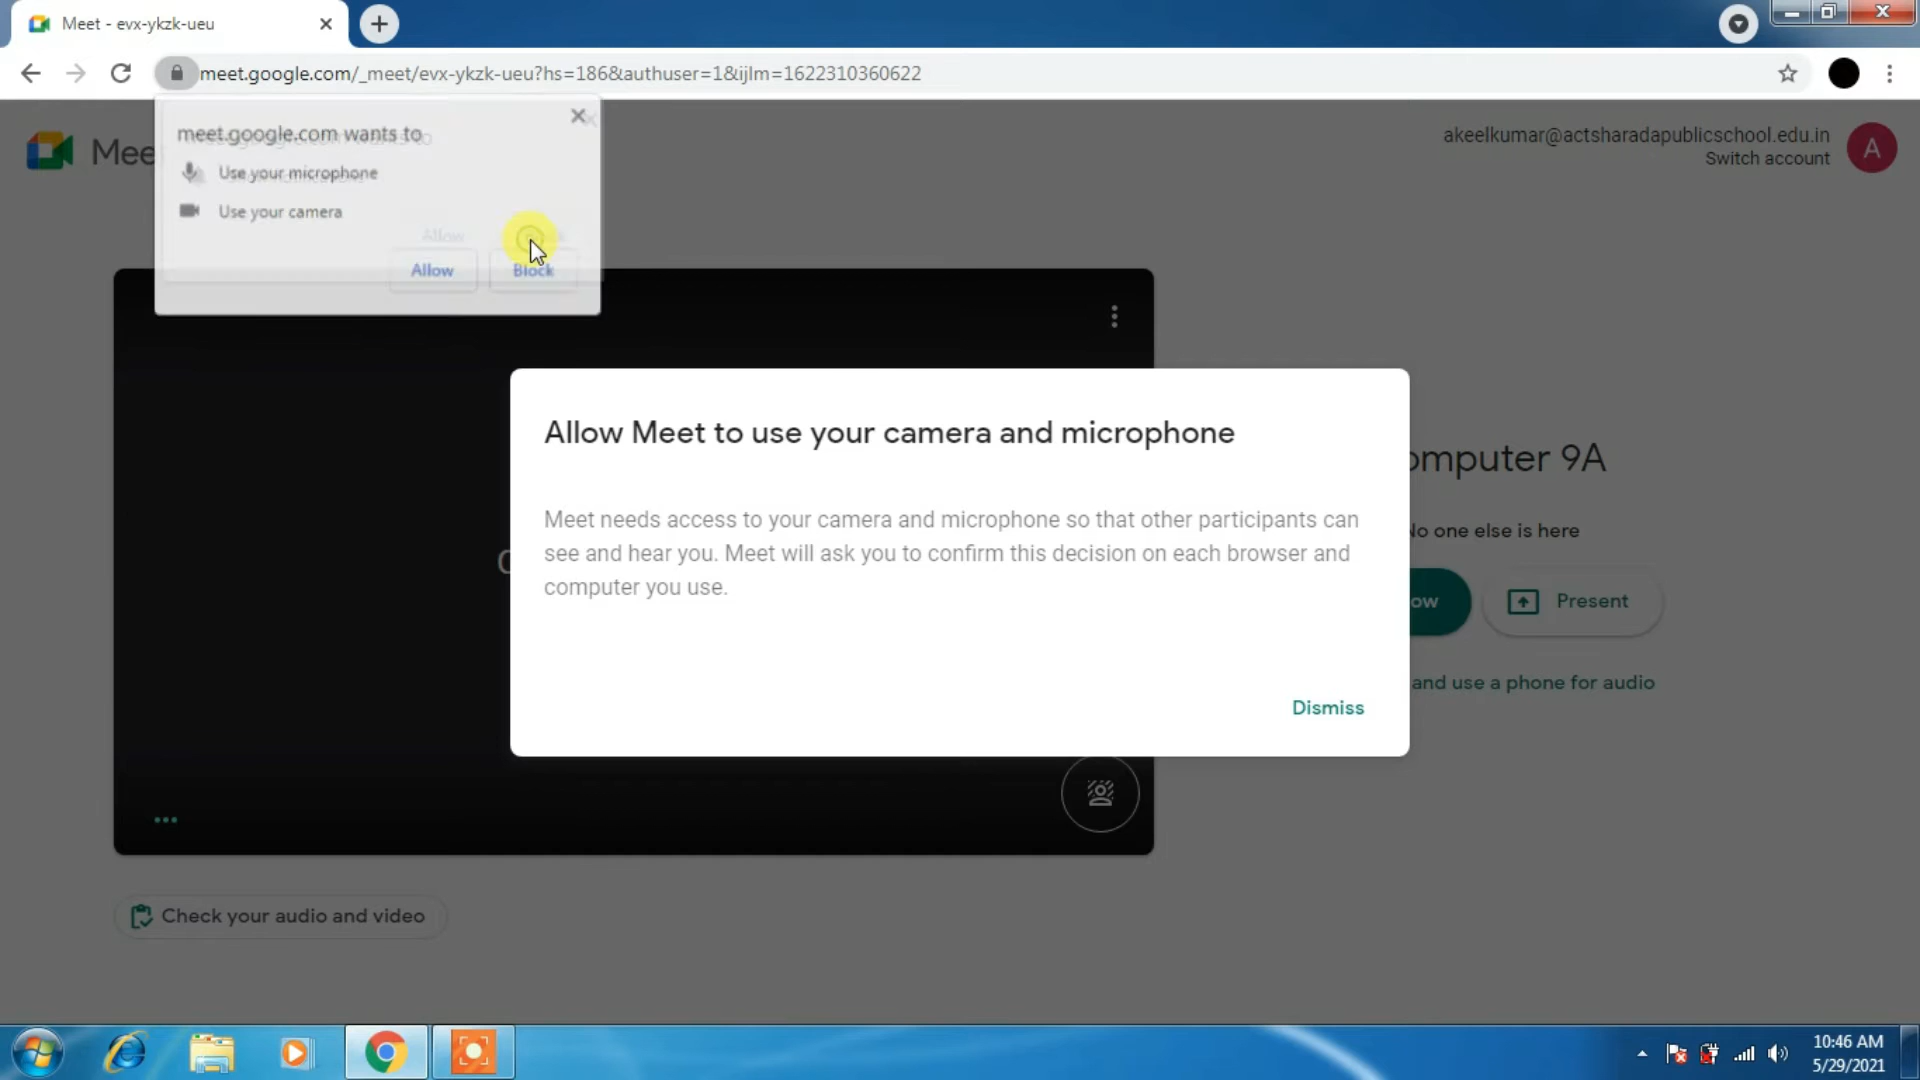 Meet - evx-ykzk-ueu
meet.google.com/_meet/evx-ykzk-ueu?hs=186&authuser=1&ijlm=1622310360622
meet.google.com wants to
Use your microphone
Use your camera
Allow
Allow
Block
Mee
akeelkumar@actsharadapublicschool.edu.in
Switch account
A
Allow Meet to use your camera and microphone
Meet needs access to your camera and microphone so that other participants can
see and hear you. Meet will ask you to confirm this decision on each browser and
computer you use.
Dismiss
omputer 9A
No one else is here
ow
Present
and use a phone for audio
Check your audio and video
10:46 AM
5/29/2021